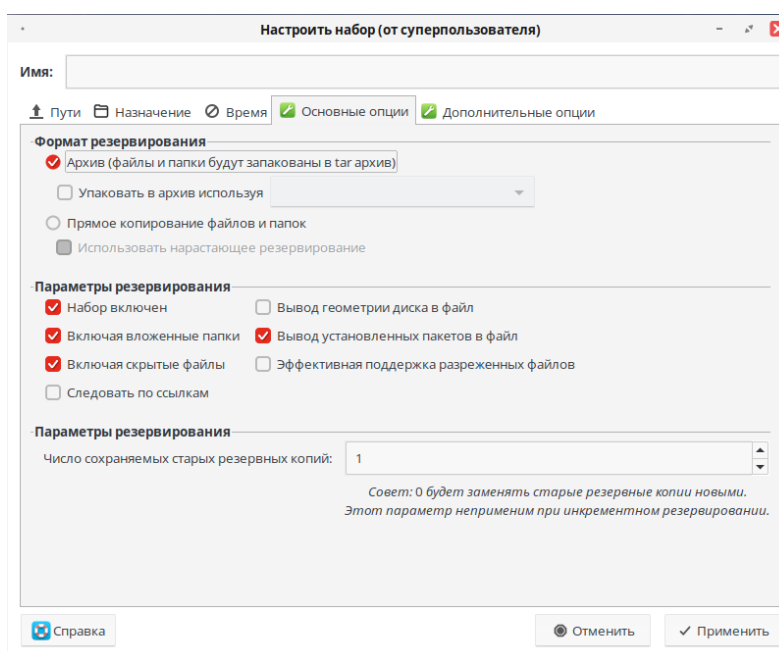 Настроить набор (от суперпользователя)
Имя:
Пути Назначение Время Основные опции Дополнительные опции
Формат резервирования
Архив (файлы и папки будут запакованы в tar архив)
Упаковать в архив используя
Прямое копирование файлов и папок
Использовать нарастающее резервирование
Параметры резервирования
Набор включен Вывод геометрии диска в файл
Включая вложенные папки Вывод установленных пакетов в файл
Включая скрытые файлы Эффективная поддержка разреженных файлов
Следовать по ссылкам
Параметры резервирования
Число сохраняемых старых резервных копий: 1
Совет: 0 будет заменять старые резервные копии новыми.
Этот параметр неприменим при инкрементном резервировании.
Справка Отменить Применить